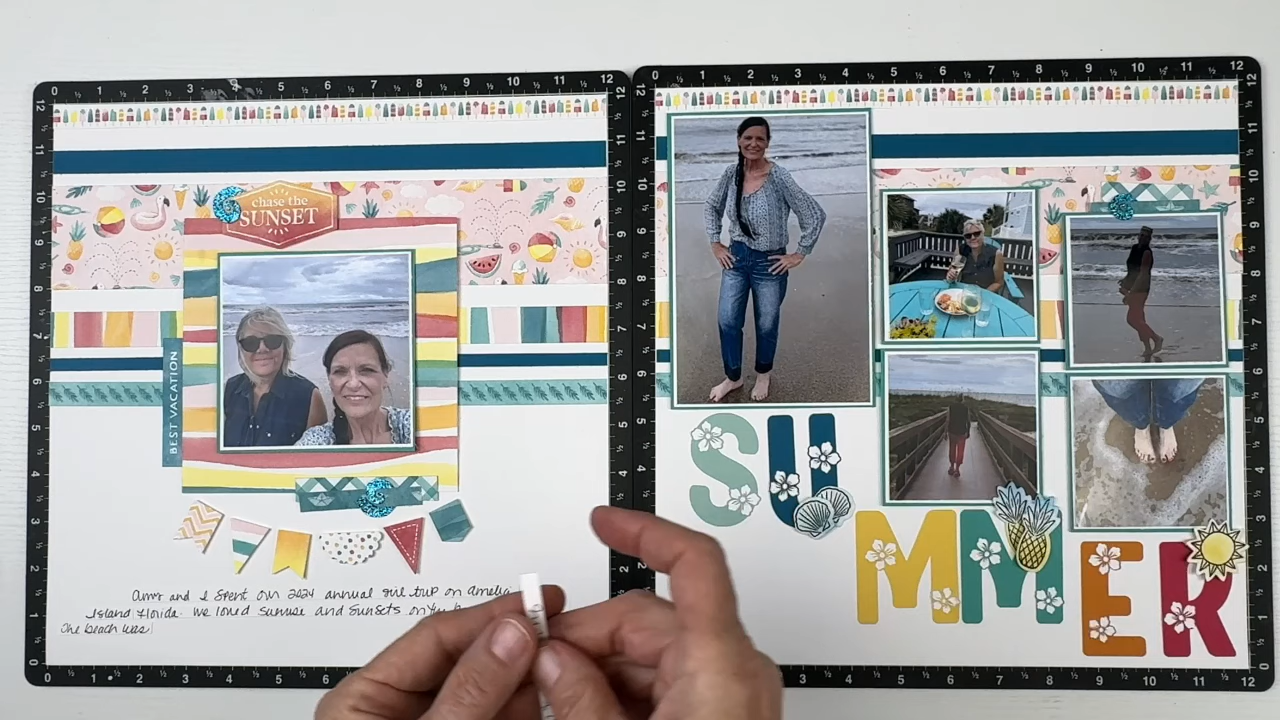 chase the
SUNSET
BEST VACATION
SUMMER
Amy and I spent our 2024 annual girl trip on Amelia
Island Florida. We loved sunrise and sunsets on the
The beach was